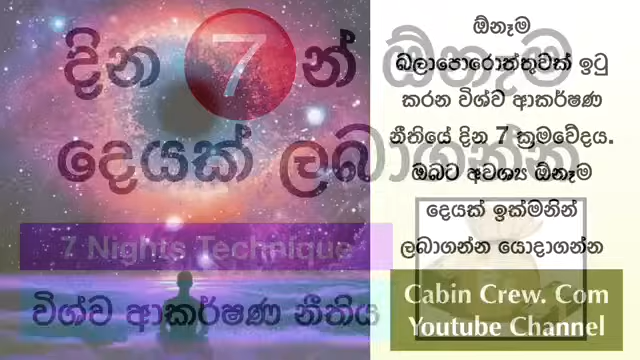 දින 7 න් ඕනෑම
දෙයක් ලබාගන්න
7 Nights Technique
විශ්ව ආකර්ෂණ නීතිය
ඕනෑම
බලාපොරොත්තුවක් ඉටු
කරන විශ්ව ආකර්ෂණ
නීතියේ දින 7 ක්‍රමවේදය.
ඔබට අවශ්‍ය ඕනෑම
දෙයක් ඉක්මනින්
ලබාගන්න යොදාගන්න
Cabin Crew. Com
Youtube Channel